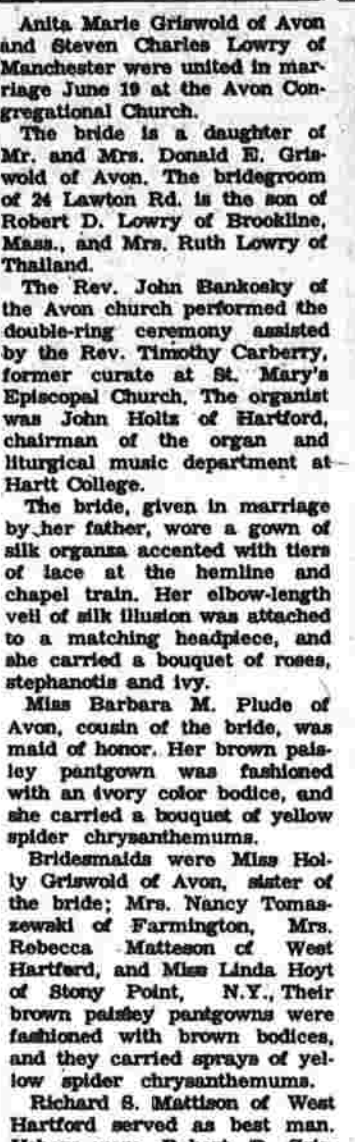 Anita Marie Griswold of Avon
and Steven Charles Lowry of
Manchester were united in mar-
riage June 19 at the Avon Con-
gregational Church.
The bride is a daughter of
Mr. and Mrs. Donald E. Gris-
wold of Avon. The bridegroom
of 24 Lawton Rd. is the son of
Robert D. Lowry of Brookline,
Mass., and Mrs. Ruth Lowry of
Thailand.
The Rev. John Bankosky of
the Avon church performed the
double-ring ceremony assisted
by the Rev. Timothy Carberry,
former curate at St. Mary's
Episcopal Church. The organist
was John Holtz of Hartford,
chairman of the organ and
liturgical music department at
Hartt College.
The bride, given in marriage
by her father, wore a gown of
silk organza accented with tiers
of lace at the hemline and
chapel train. Her elbow-length
veil of silk illusion was attached
to a matching headpiece, and
she carried a bouquet of roses,
stephanotis and ivy.
Miss Barbara M. Plude of
Avon, cousin of the bride, was
maid of honor. Her brown pais-
ley pantgown was fashioned
with an ivory color bodice, and
she carried a bouquet of yellow
spider chrysanthemums.
Bridesmaids were Miss Hol-
ly Griswold of Avon, sister of
the bride; Mrs. Nancy Tomas-
zewski of Farmington, Mrs.
Rebecca Matteson of West
Hartford, and Miss Linda Hoyt
of Stony Point, N.Y., Their
brown paisley pantgowns were
fashioned with brown bodices,
and they carried sprays of yel-
low spider chrysanthemums.
Richard S. Mattison of West
Hartford served as best man.